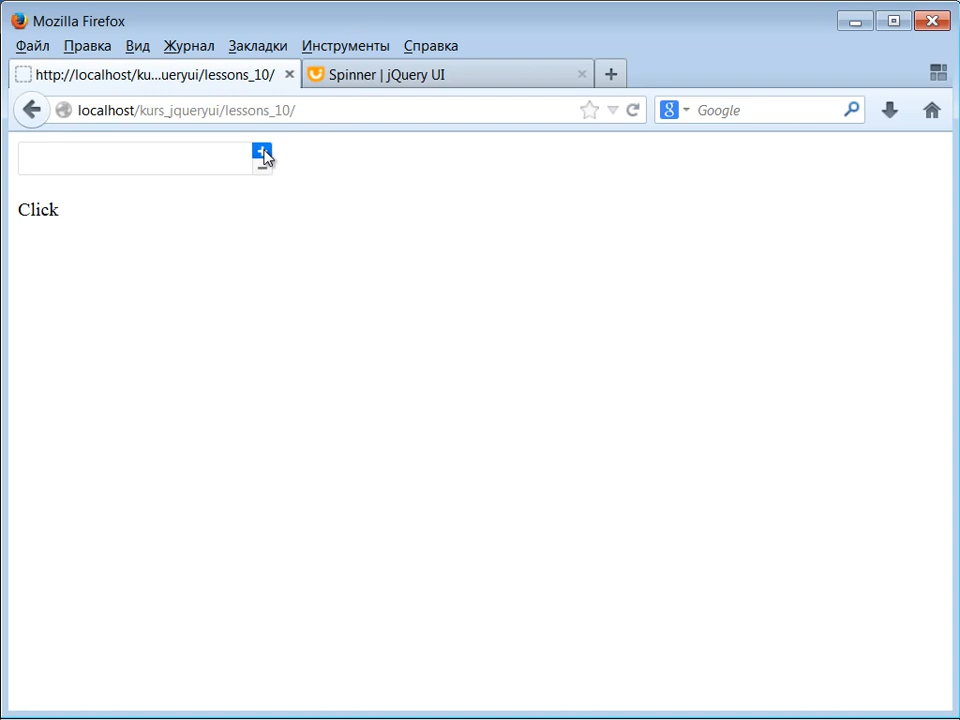 Mozilla Firefox
Файл Правка Вид Журнал Закладки Инструменты Справка
http://localhost/ku...ueryui/lessons_10/ Spinner | jQuery UI
localhost/kurs_jqueryui/lessons_10/ Google
Click